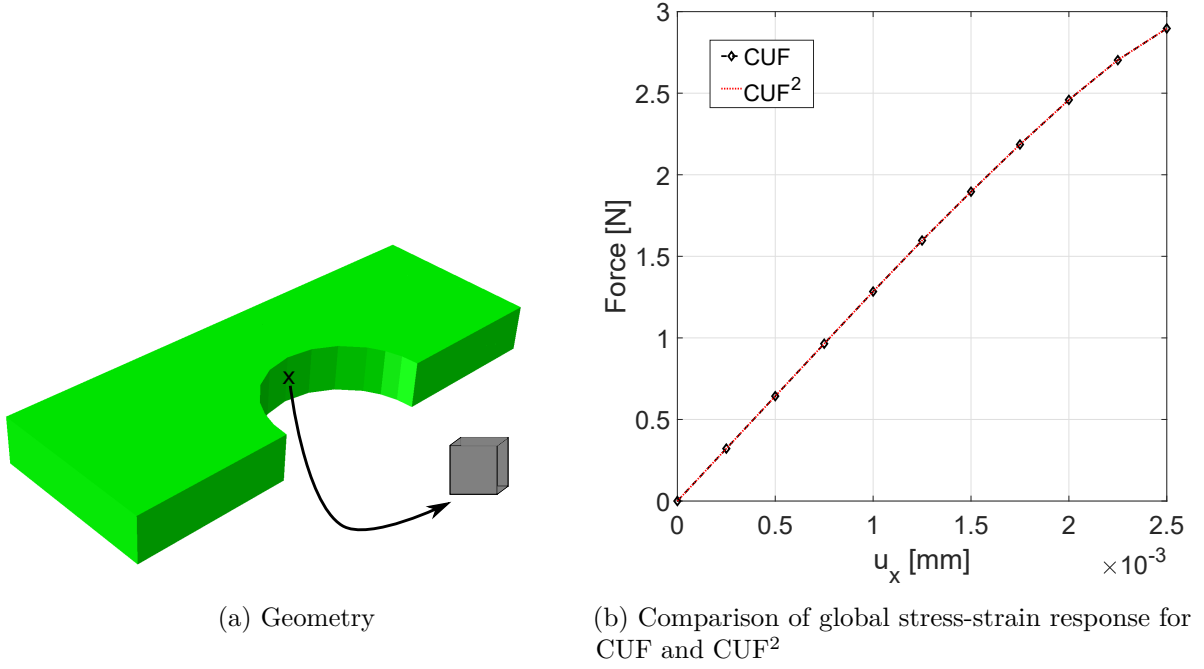 x
3
2.5
2
1.5
1
0.5
0
Force [N]
CUF
CUF²
0 0.5 1 1.5 2 2.5
u_x [mm] ×10⁻³
(a) Geometry
(b) Comparison of global stress-strain response for
CUF and CUF²